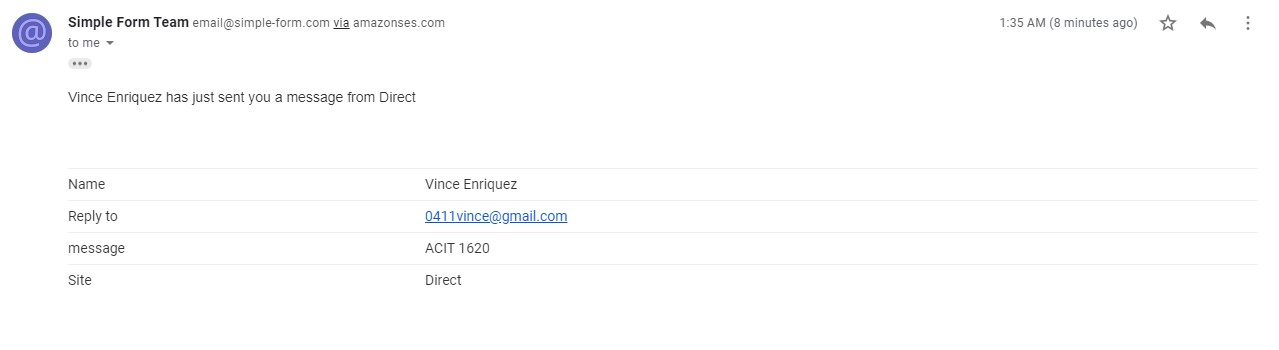 @ Simple Form Team email@simple-form.com via amazonses.com 1:35 AM (8 minutes ago)
to me
Vince Enriquez has just sent you a message from Direct
Name Vince Enriquez
Reply to 0411vince@gmail.com
message ACIT 1620
Site Direct